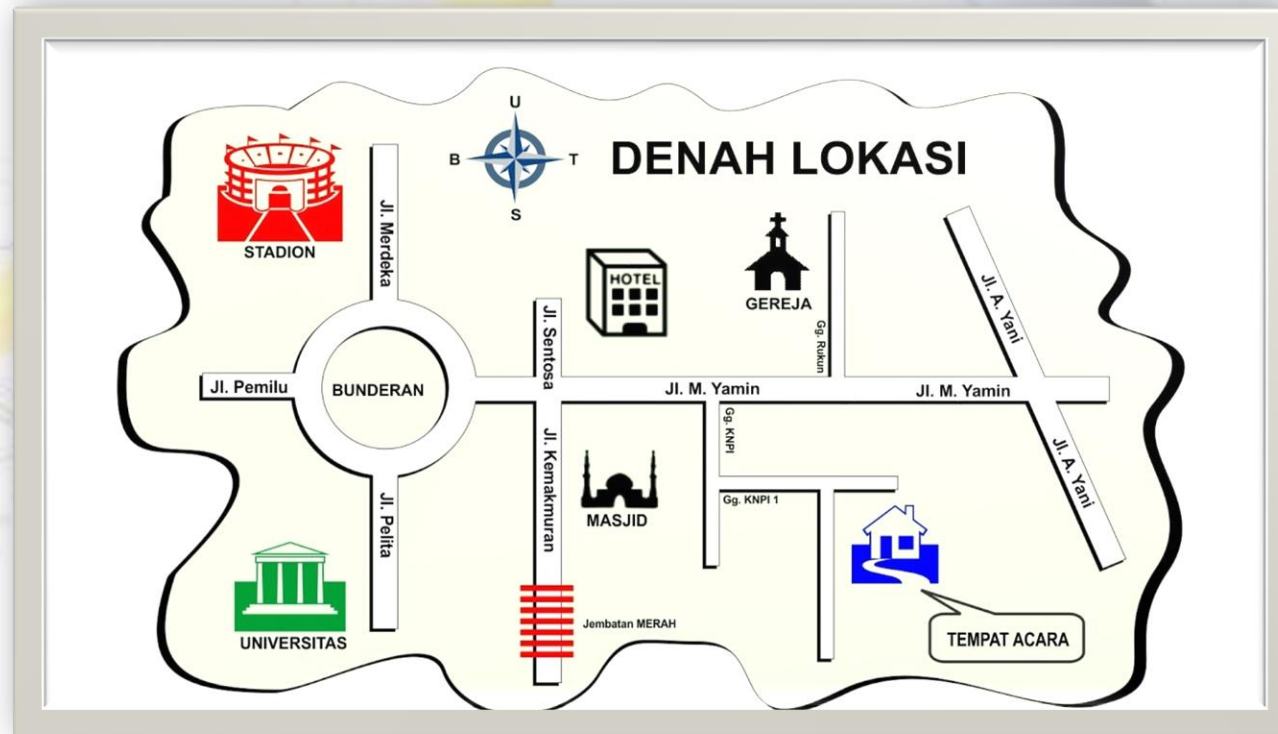 U
B
T
S
DENAH LOKASI
STADION
Jl. Merdeka
HOTEL
GEREJA
Gg. Rukun
Jl. A. Yani
Jl. Sentosa
Jl. Pemilu
BUNDERAN
Jl. M. Yamin
Jl. M. Yamin
Gg. KNPI
Jl. A. Yani
Jl. Kemakmuran
MASJID
Gg. KNPI 1
Jl. Pelita
UNIVERSITAS
Jembatan MERAH
TEMPAT ACARA